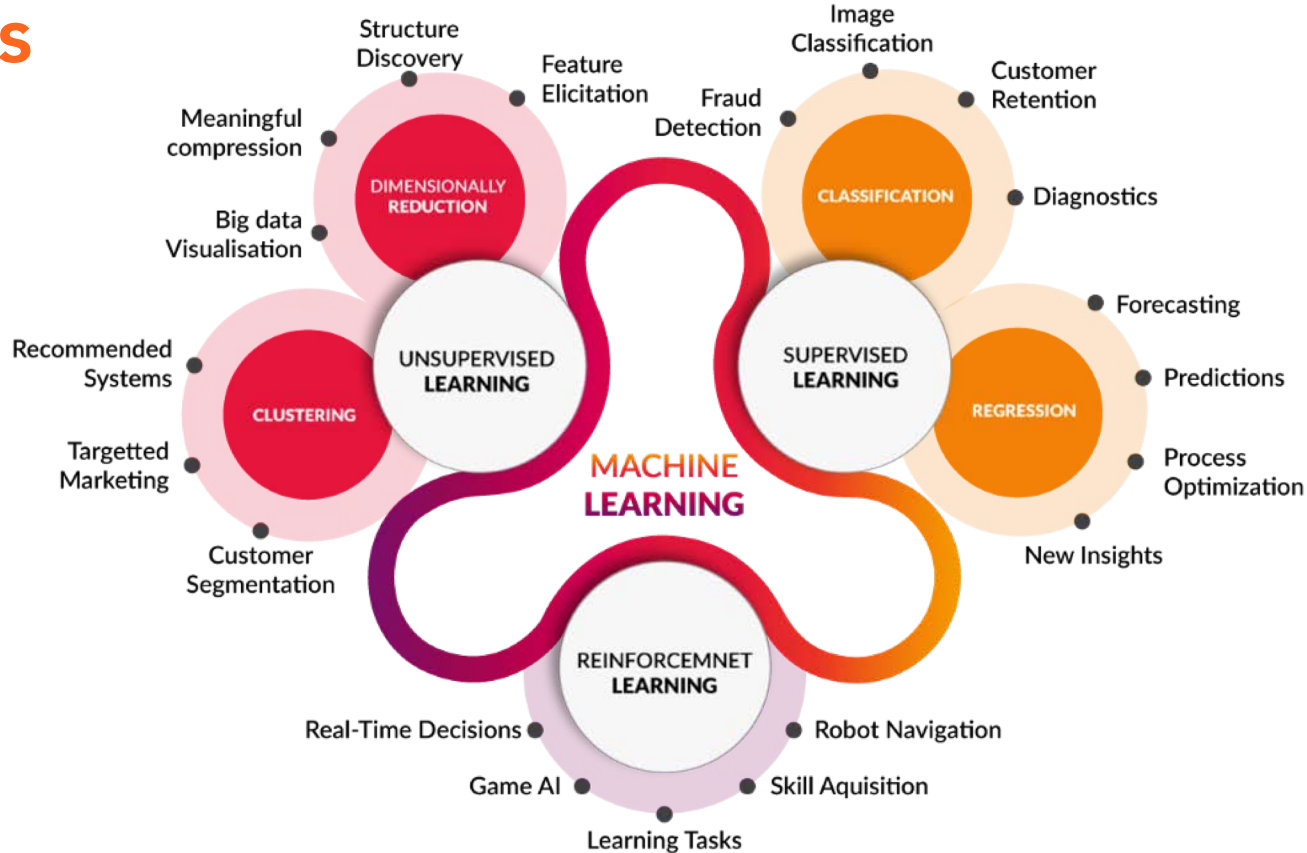 s
Structure
Discovery
Feature
Elicitation
Meaningful
compression
Big data
Visualisation
DIMENSIONALLY
REDUCTION
Recommended
Systems
Targetted
Marketing
Customer
Segmentation
CLUSTERING
UNSUPERVISED
LEARNING
Image
Classification
Fraud
Detection
Customer
Retention
Diagnostics
CLASSIFICATION
SUPERVISED
LEARNING
Forecasting
Predictions
Process
Optimization
New Insights
REGRESSION
MACHINE
LEARNING
REINFORCEMNET
LEARNING
Real-Time Decisions
Game AI
Learning Tasks
Skill Aquisition
Robot Navigation